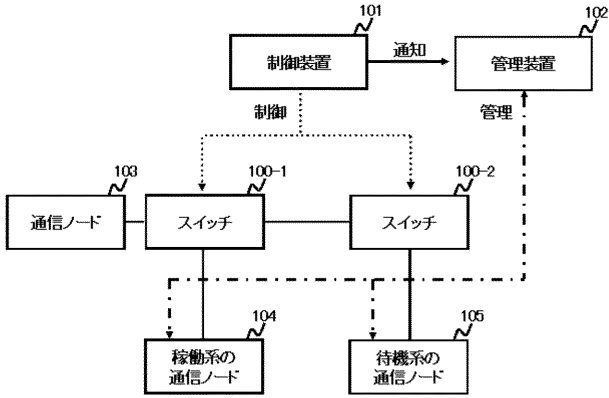 101
102
制御装置
通知
管理装置
制御
管理
103
100-1
100-2
通信ノード
スイッチ
スイッチ
104
105
稼働系の
通信ノード
待機系の
通信ノード